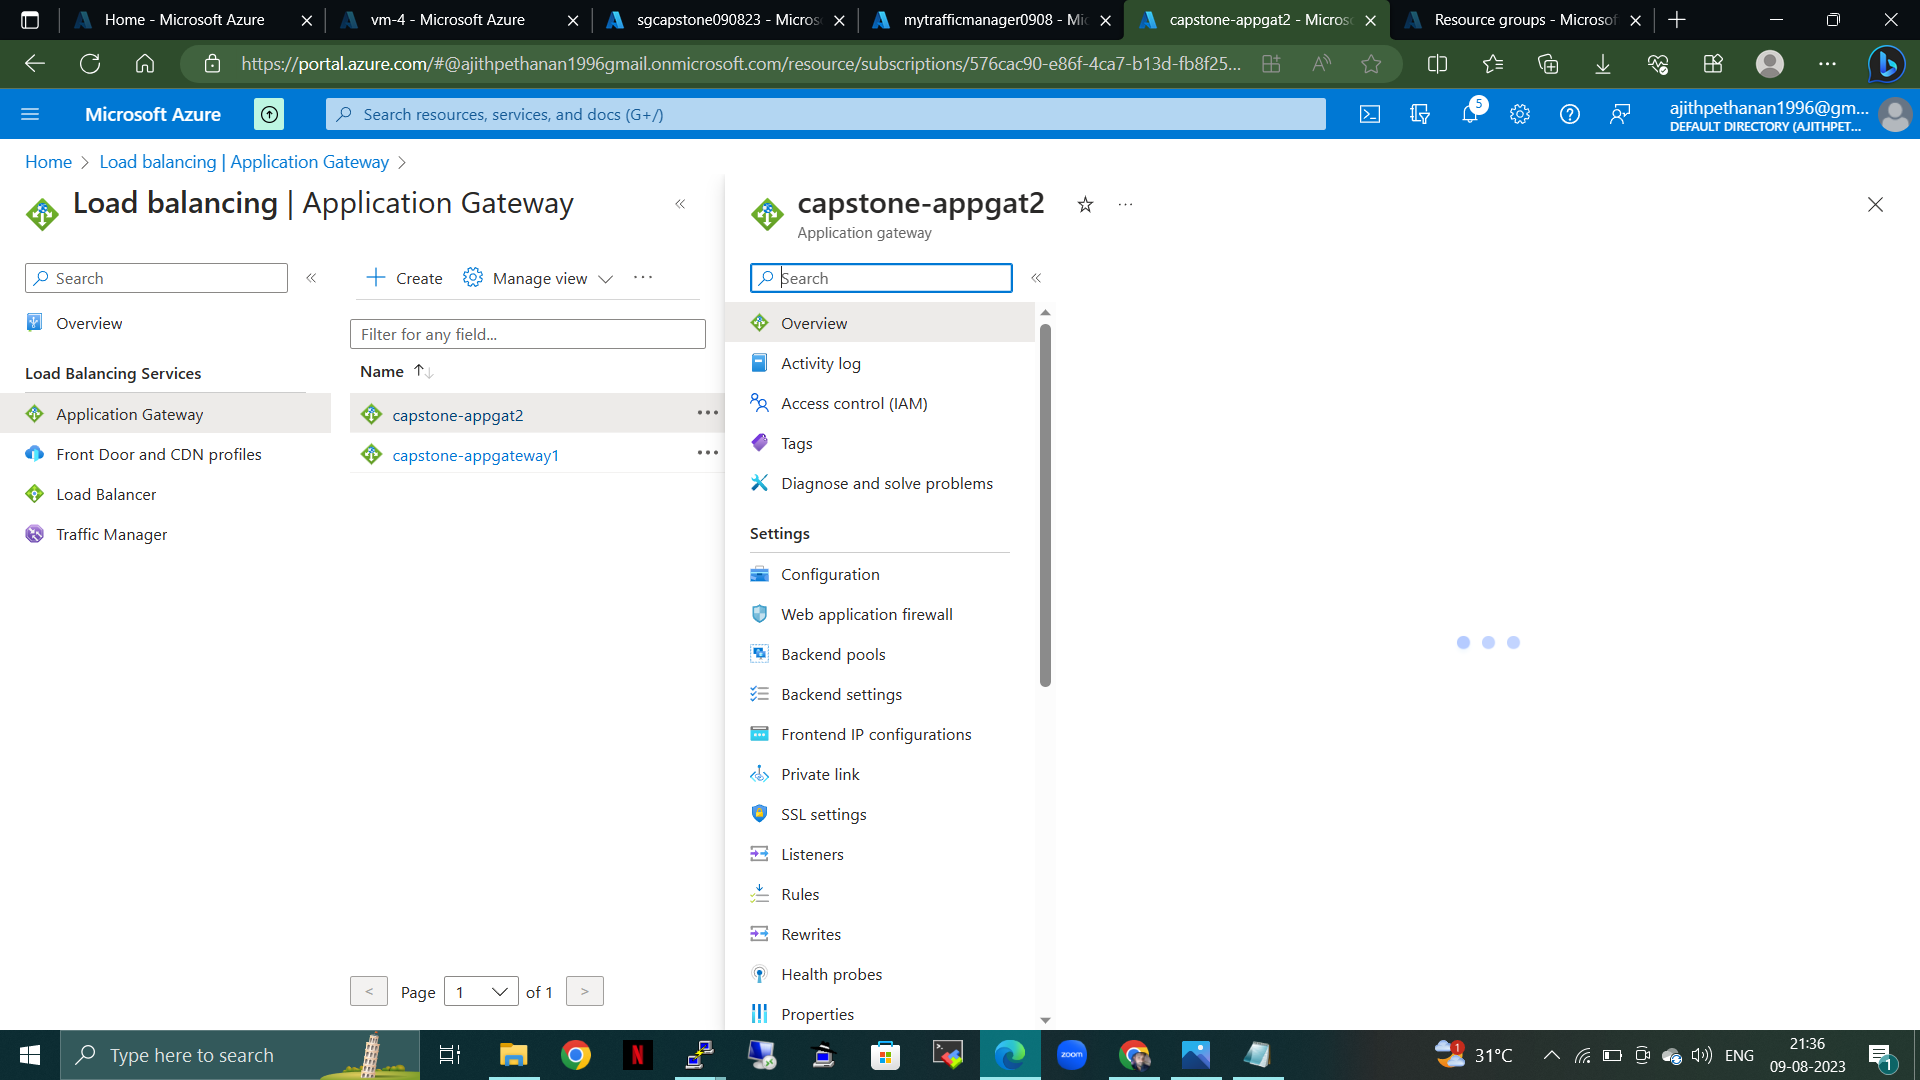 Home - Microsoft Azure
vm-4 - Microsoft Azure
sgcapstone090823 - Micros
mytrafficmanager0908 - Mi
capstone-appgat2 - Micros
Resource groups - Microsof
https://portal.azure.com/#@ajithpethanan1996gmail.onmicrosoft.com/resource/subscriptions/576cac90-e86f-4ca7-b13d-fb8f25...
Microsoft Azure
Search resources, services, and docs (G+/)
5
ajithpethanan1996@gm...
DEFAULT DIRECTORY (AJITHPET...
Home > Load balancing | Application Gateway >
Load balancing | Application Gateway
Search
Overview
Load Balancing Services
Application Gateway
Front Door and CDN profiles
Load Balancer
Traffic Manager
Create
Manage view
Filter for any field...
Name
capstone-appgat2
capstone-appgateway1
< Page 1 of 1 >
capstone-appgat2
Application gateway
Search
Overview
Activity log
Access control (IAM)
Tags
Diagnose and solve problems
Settings
Configuration
Web application firewall
Backend pools
Backend settings
Frontend IP configurations
Private link
SSL settings
Listeners
Rules
Rewrites
Health probes
Properties
Type here to search
zoom
1
31°C
ENG
21:36
09-08-2023
1